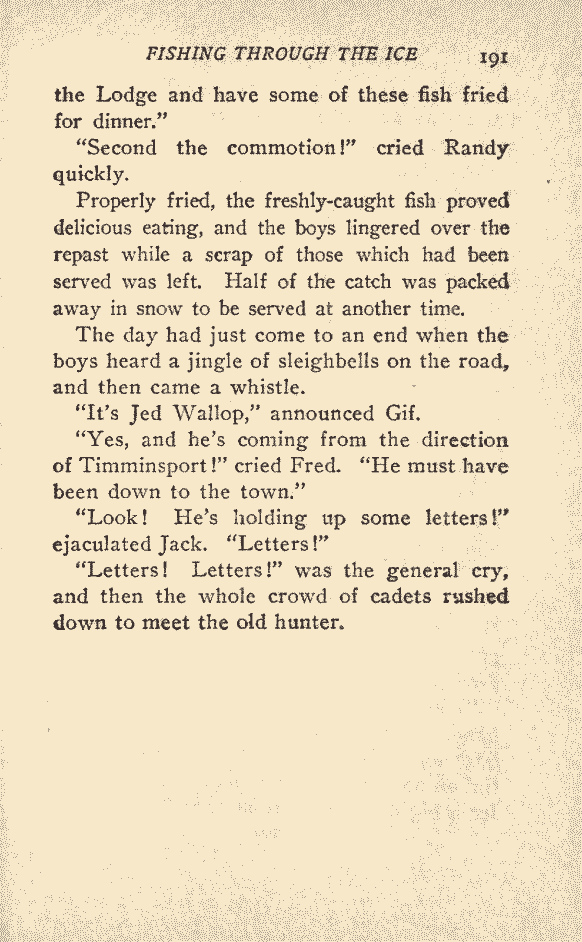 FISHING THROUGH THE ICE 191
the Lodge and have some of these fish fried
for dinner.”
“Second the commotion!” cried Randy
quickly.
Properly fried, the freshly-caught fish proved
delicious eating, and the boys lingered over the
repast while a scrap of those which had been
served was left. Half of the catch was packed
away in snow to be served at another time.
The day had just come to an end when the
boys heard a jingle of sleighbells on the road,
and then came a whistle.
“It’s Jed Wallop,” announced Gif.
“Yes, and he’s coming from the direction
of Timminsport!” cried Fred. “He must have
been down to the town.”
“Look! He’s holding up some letters!”
ejaculated Jack. “Letters!”
“Letters! Letters!” was the general cry,
and then the whole crowd of cadets rushed
down to meet the old hunter.